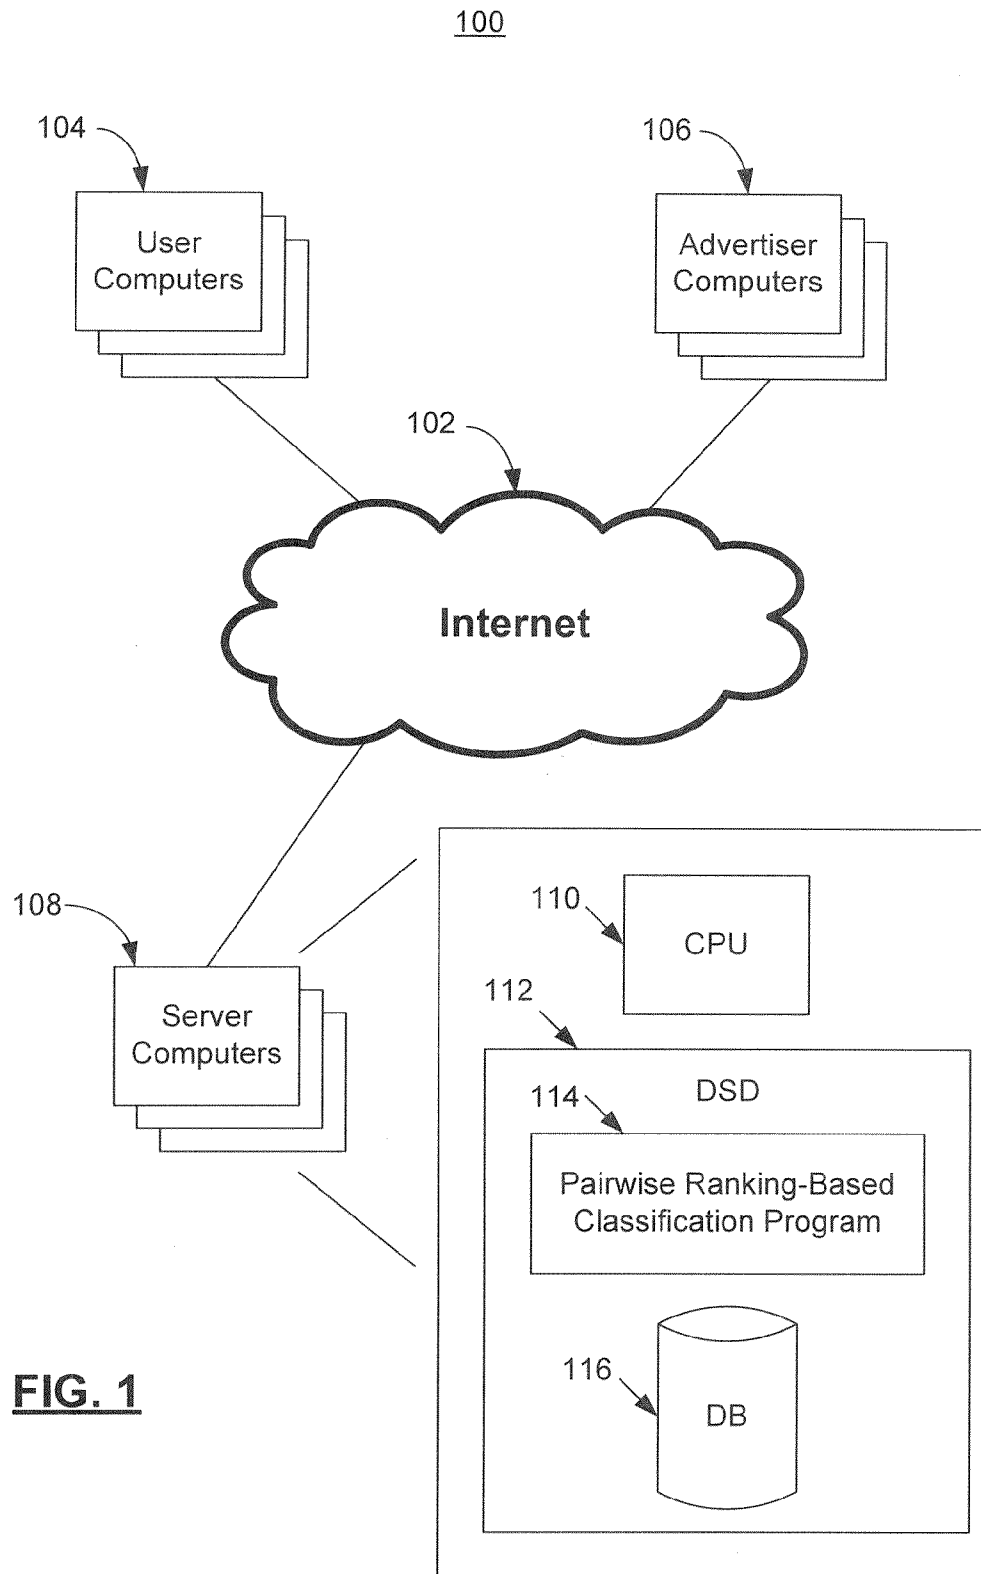 100
104
106
User
Computers
Advertiser
Computers
102
Internet
108
110
CPU
Server
Computers
112
DSD
114
Pairwise Ranking-Based
Classification Program
116
DB
FIG. 1